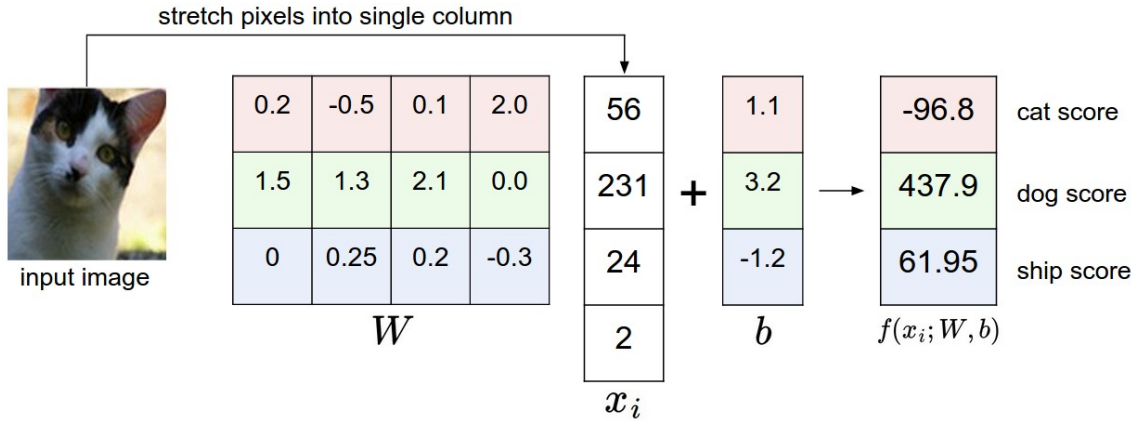 stretch pixels into single column
0.2 -0.5 0.1 2.0 56 1.1 -96.8 cat score
1.5 1.3 2.1 0.0 231 + 3.2 437.9 dog score
0 0.25 0.2 -0.3 24 -1.2 61.95 ship score
input image
W 2 b f(x_i; W, b)
x_i